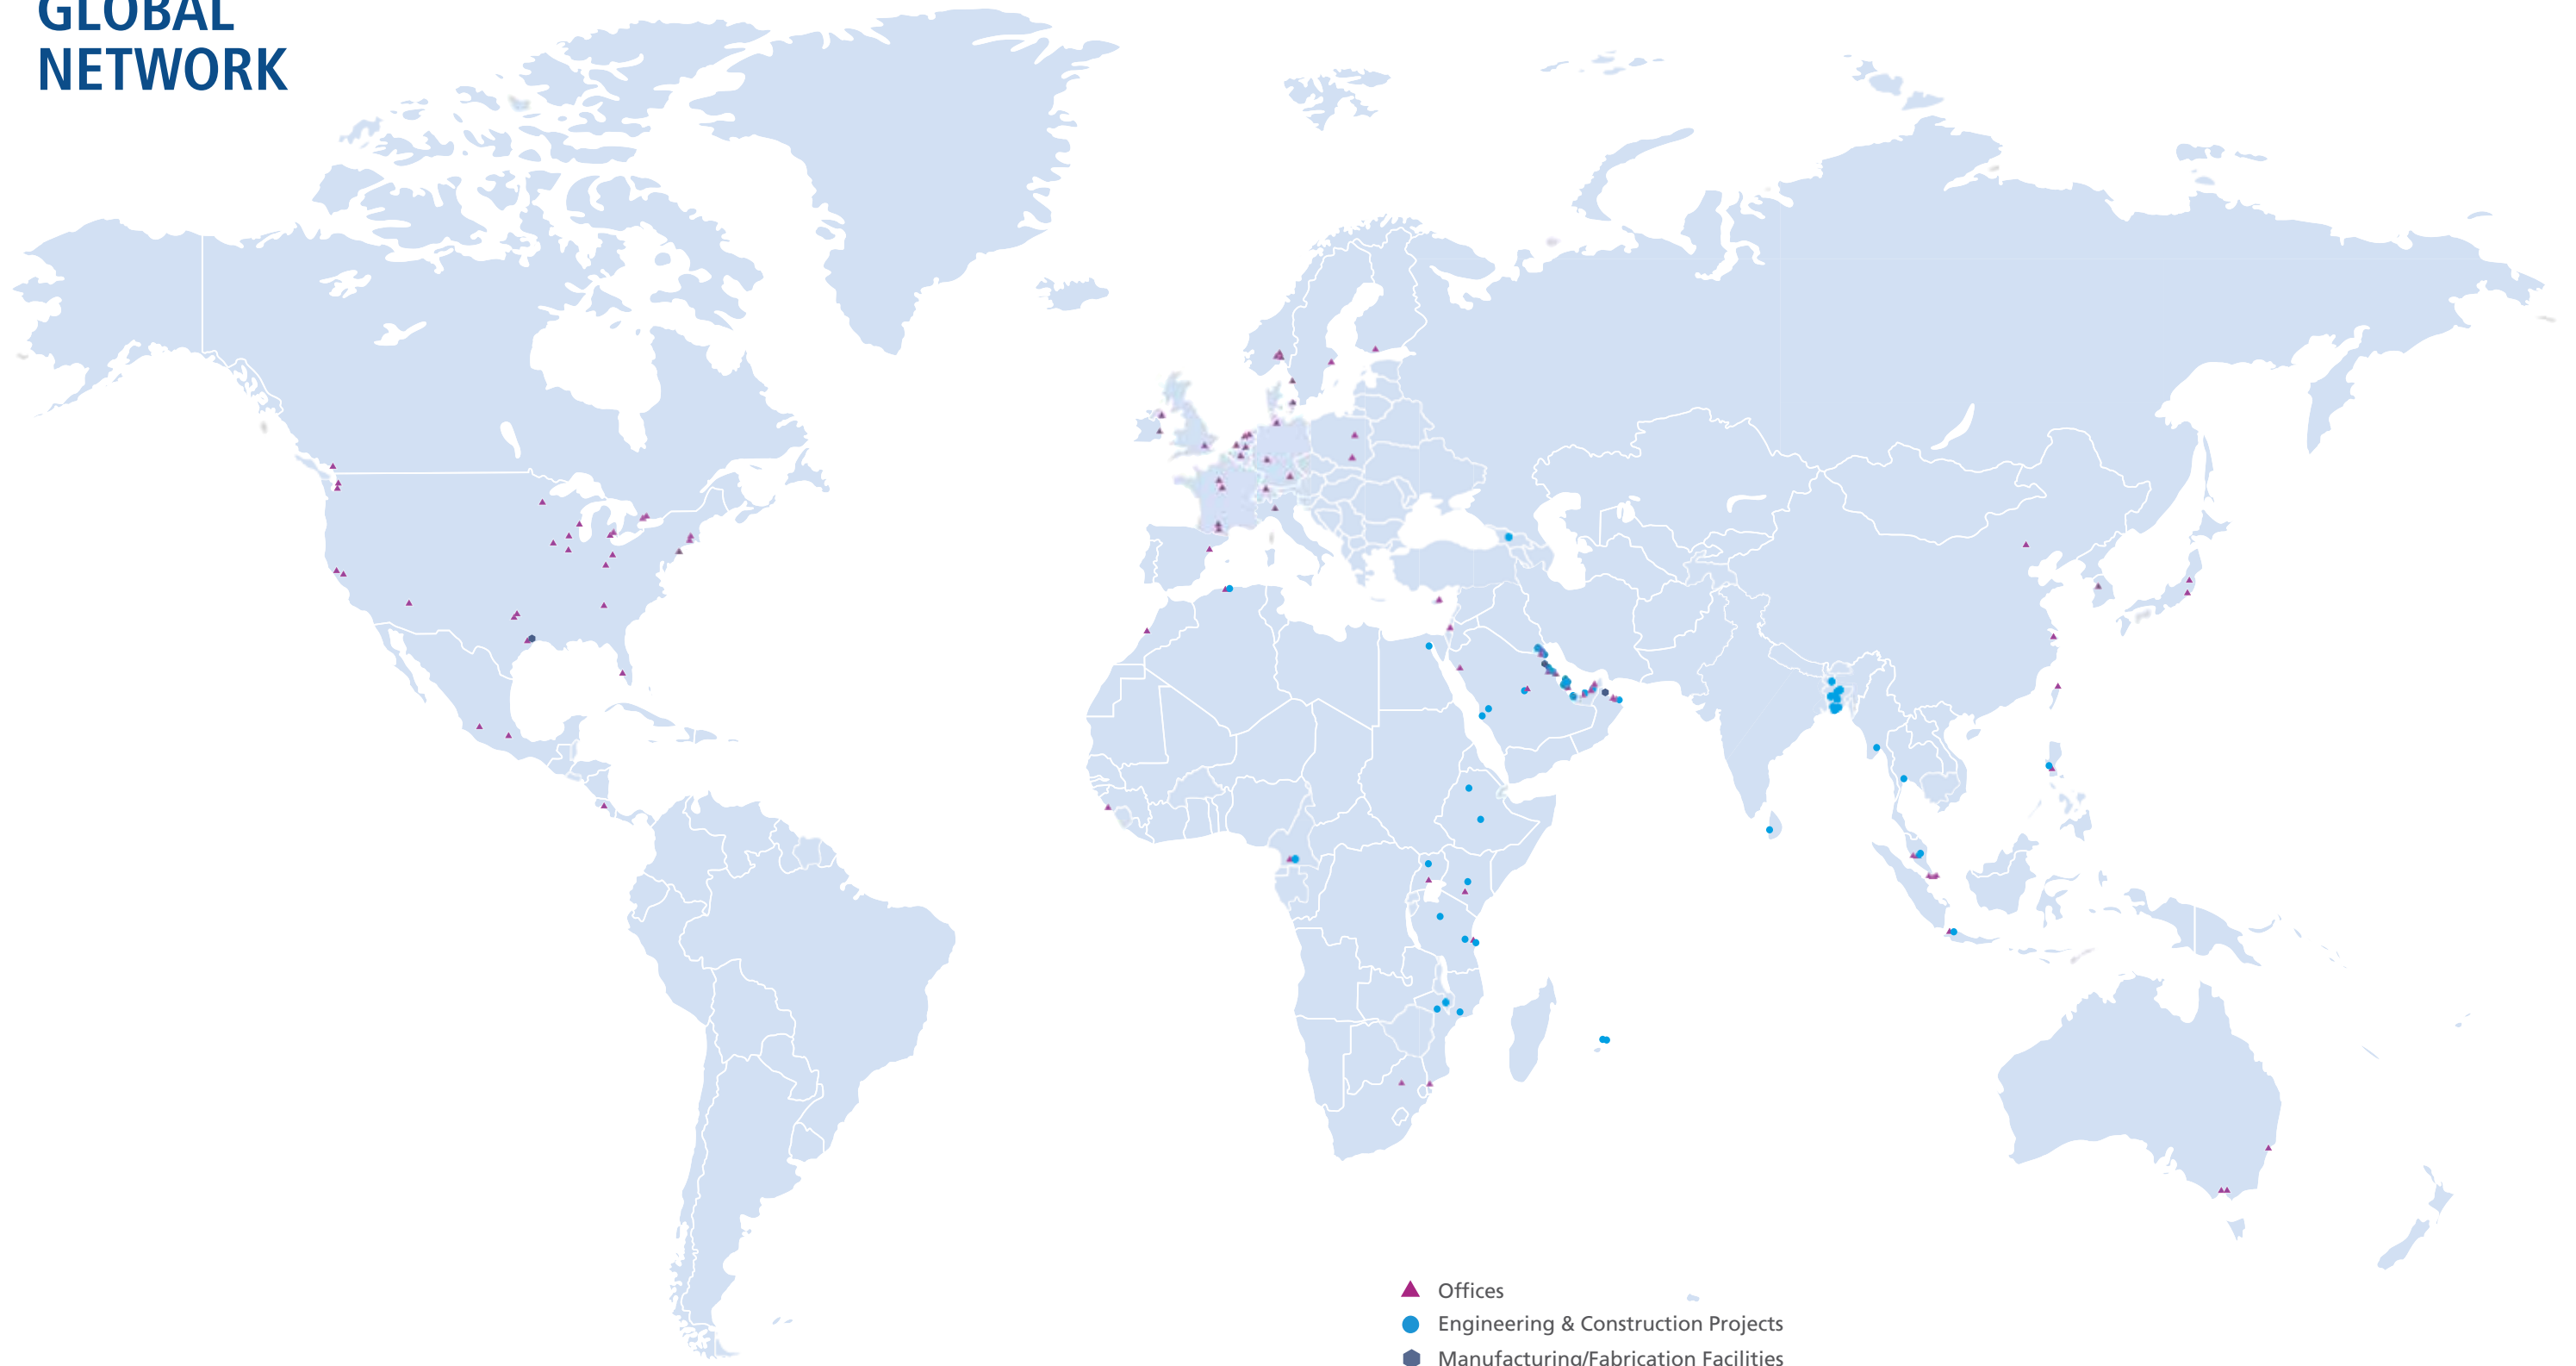 GLOBAL
NETWORK
Offices
Engineering & Construction Projects
Manufacturing/Fabrication Facilities